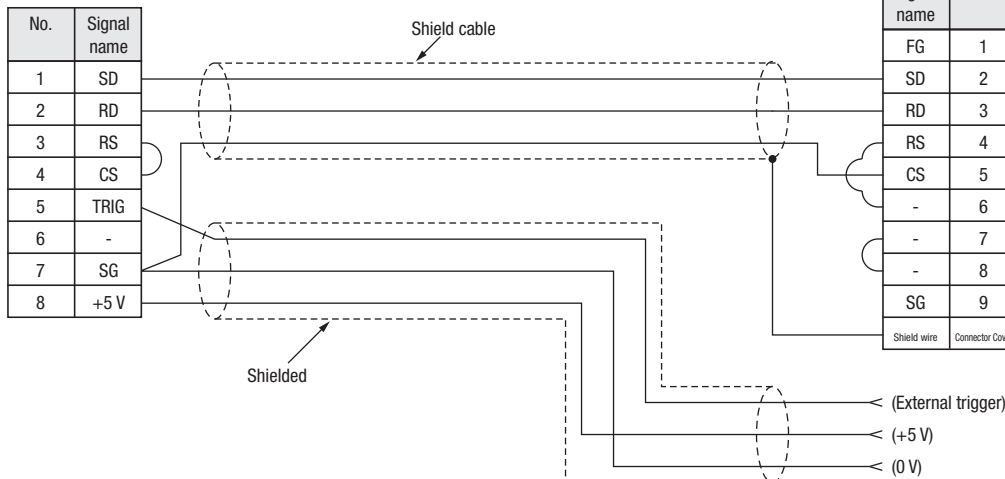 No. Signal
name
1 SD
2 RD
3 RS
4 CS
5 TRIG
6 -
7 SG
8 +5 V
Shield cable
Shielded
name
FG 1
SD 2
RD 3
RS 4
CS 5
- 6
- 7
- 8
SG 9
Shield wire Connector
(External trigger)
(+5 V)
(0 V)